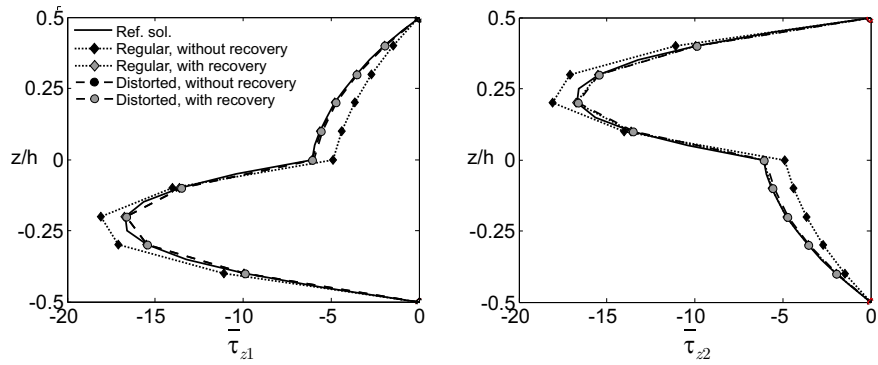 0.5
Ref. sol.
Regular, without recovery
Regular, with recovery
Distorted, without recovery
Distorted, with recovery
0.25
z/h
0
-0.25
-0.5
-20
-15
-10
-5
0
τ̅z1
0.5
0.25
z/h
0
-0.25
-0.5
-20
-15
-10
-5
0
τ̅z2